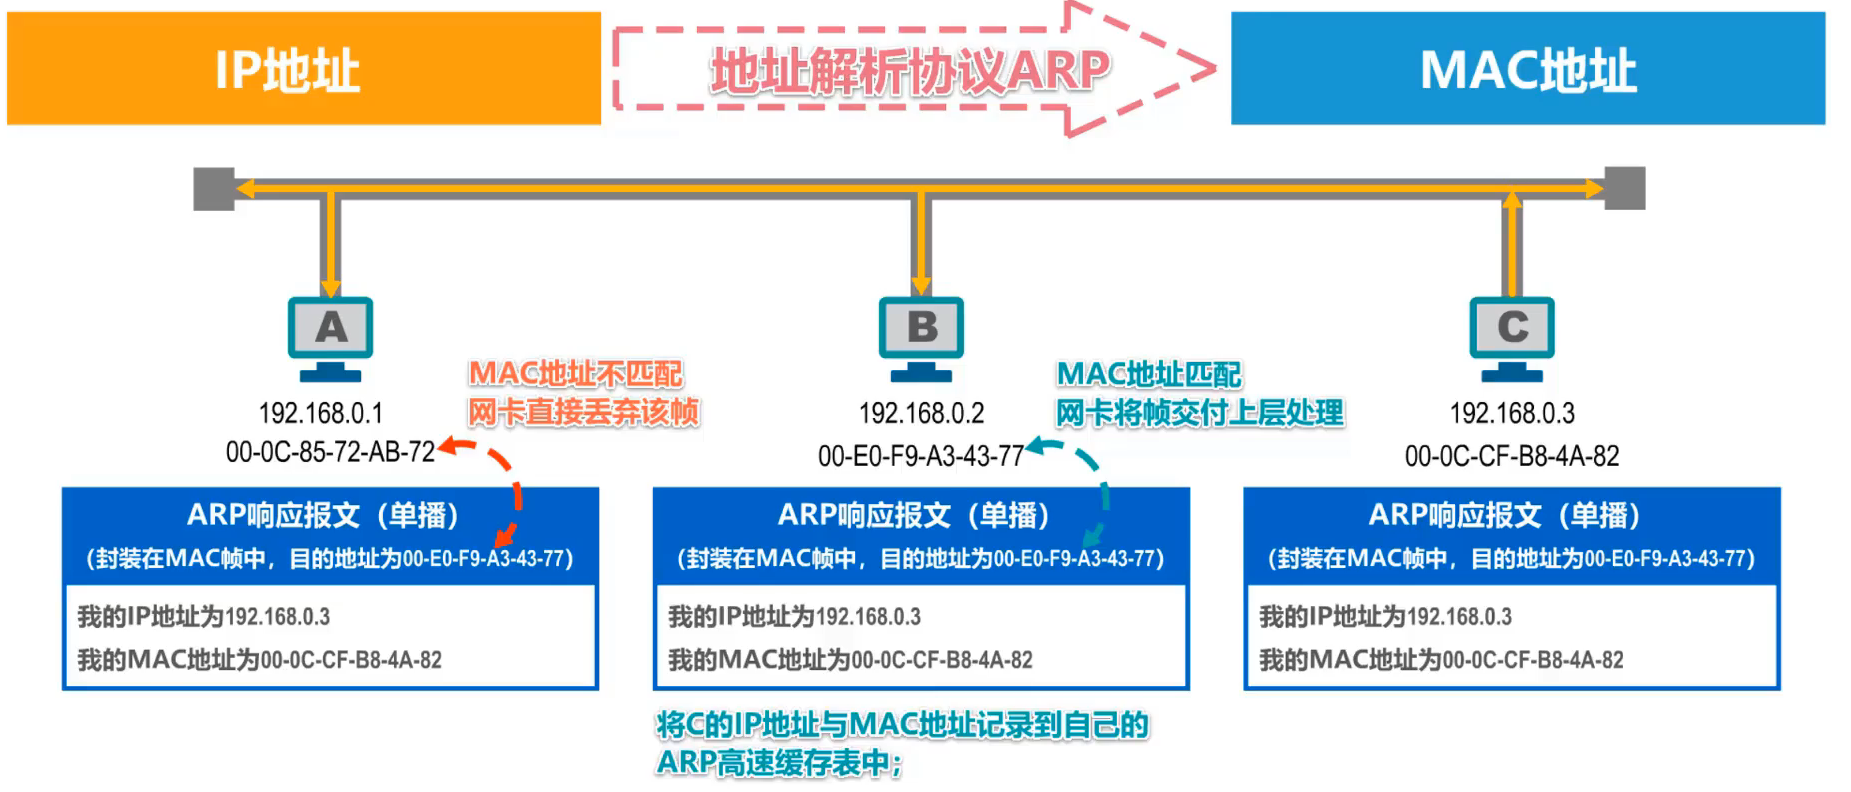 IP地址
地址解析协议ARP
MAC地址
A
B
C
MAC地址不匹配
网卡直接丢弃该帧
MAC地址匹配
网卡将帧交付上层处理
192.168.0.1
00-0C-85-72-AB-72
192.168.0.2
00-E0-F9-A3-43-77
192.168.0.3
00-0C-CF-B8-4A-82
ARP响应报文（单播）
（封装在MAC帧中，目的地址为00-E0-F9-A3-43-77）
我的IP地址为192.168.0.3
我的MAC地址为00-0C-CF-B8-4A-82
ARP响应报文（单播）
（封装在MAC帧中，目的地址为00-E0-F9-A3-43-77）
我的IP地址为192.168.0.3
我的MAC地址为00-0C-CF-B8-4A-82
ARP响应报文（单播）
（封装在MAC帧中，目的地址为00-E0-F9-A3-43-77）
我的IP地址为192.168.0.3
我的MAC地址为00-0C-CF-B8-4A-82
将C的IP地址与MAC地址记录到自己的
ARP高速缓存表中；